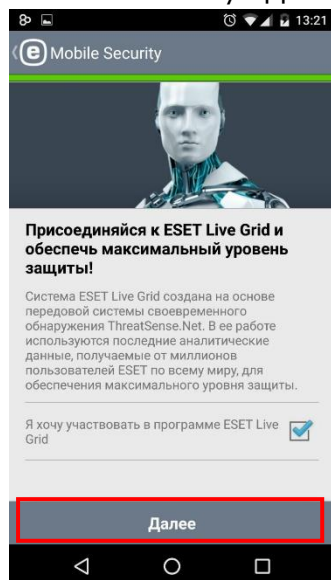 13:21
e Mobile Security
Присоединяйся к ESET Live Grid и
обеспечь максимальный уровень
защиты!
Система ESET Live Grid создана на основе
передовой системы своевременного
обнаружения ThreatSense.Net. В ее работе
используются последние аналитические
данные, получаемые от миллионов
пользователей ESET по всему миру, для
обеспечения максимального уровня защиты.
Я хочу участвовать в программе ESET Live
Grid
Далее